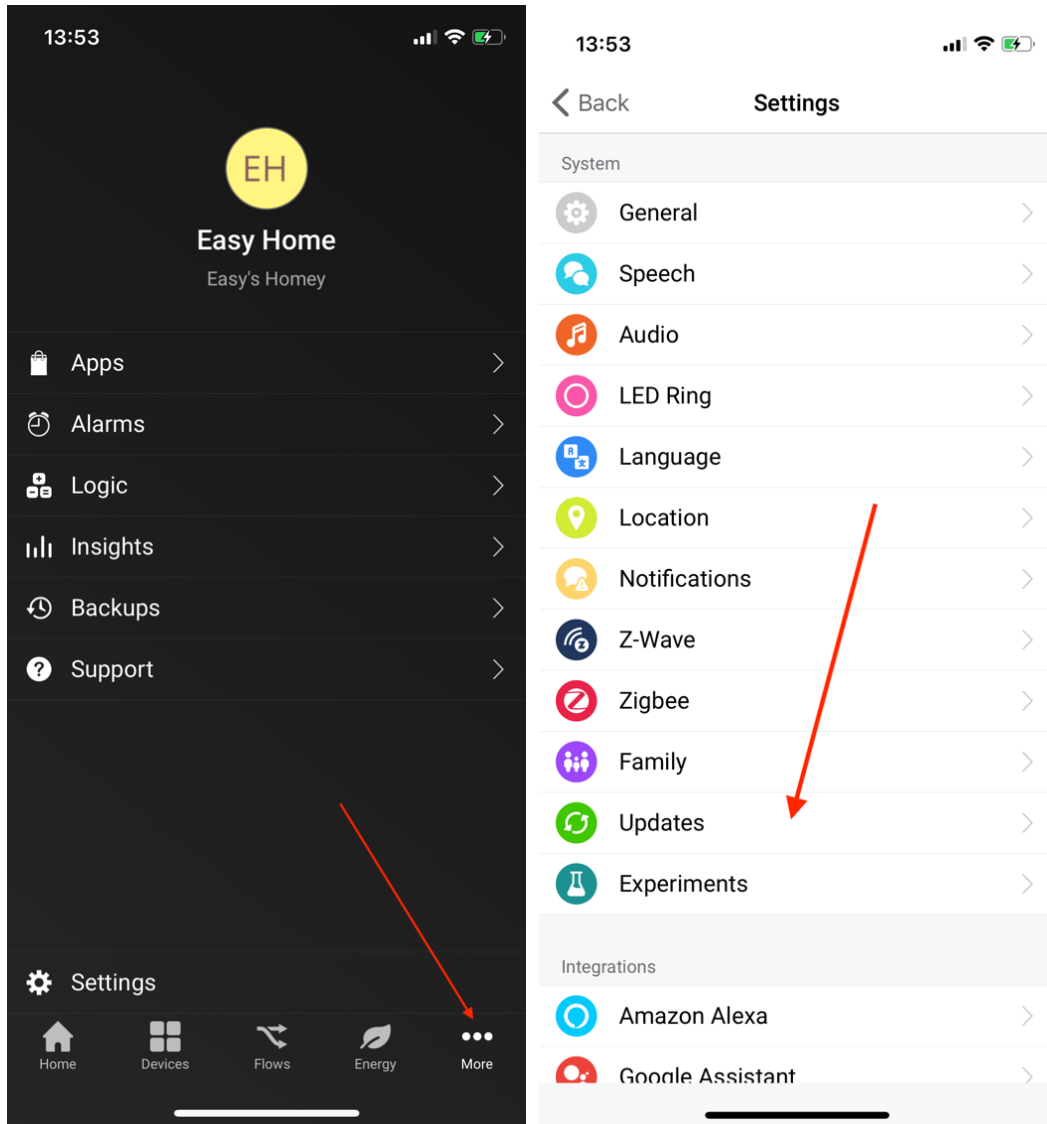 13:53
EH
Easy Home
Easy's Homey
Apps
Alarms
Logic
Insights
Backups
Support
Settings
Home
Devices
Flows
Energy
More
13:53
Back
Settings
System
General
Speech
Audio
LED Ring
Language
Location
Notifications
Z-Wave
Zigbee
Family
Updates
Experiments
Integrations
Amazon Alexa
Google Assistant